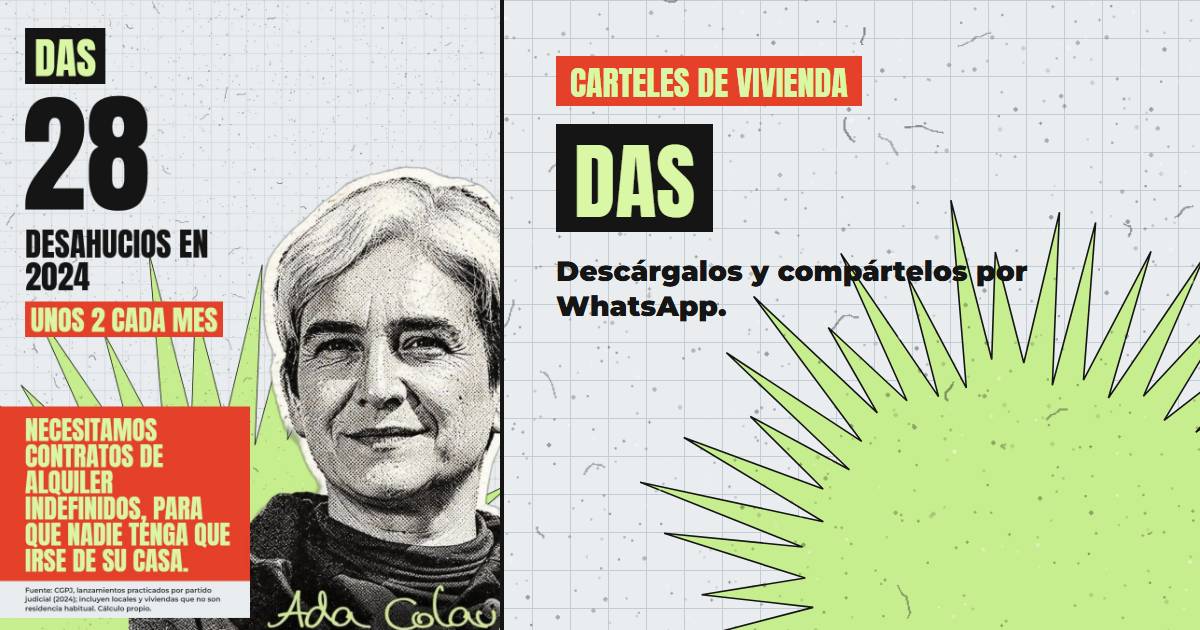 DAS
28
DESAHUCIOS EN
2024
UNOS 2 CADA MES
NECESITAMOS
CONTRATOS DE
ALQUILER
INDEFINIDOS, PARA
QUE NADIE TENGA QUE
IRSE DE SU CASA.
Fuente: CGPJ, lanzamientos practicados por partido
judicial (2024); incluyen locales y viviendas que no son
residencia habitual. Cálculo propio.
Ada Colau
CARTELES DE VIVIENDA
DAS
Descárgalos y compártelos por
WhatsApp.